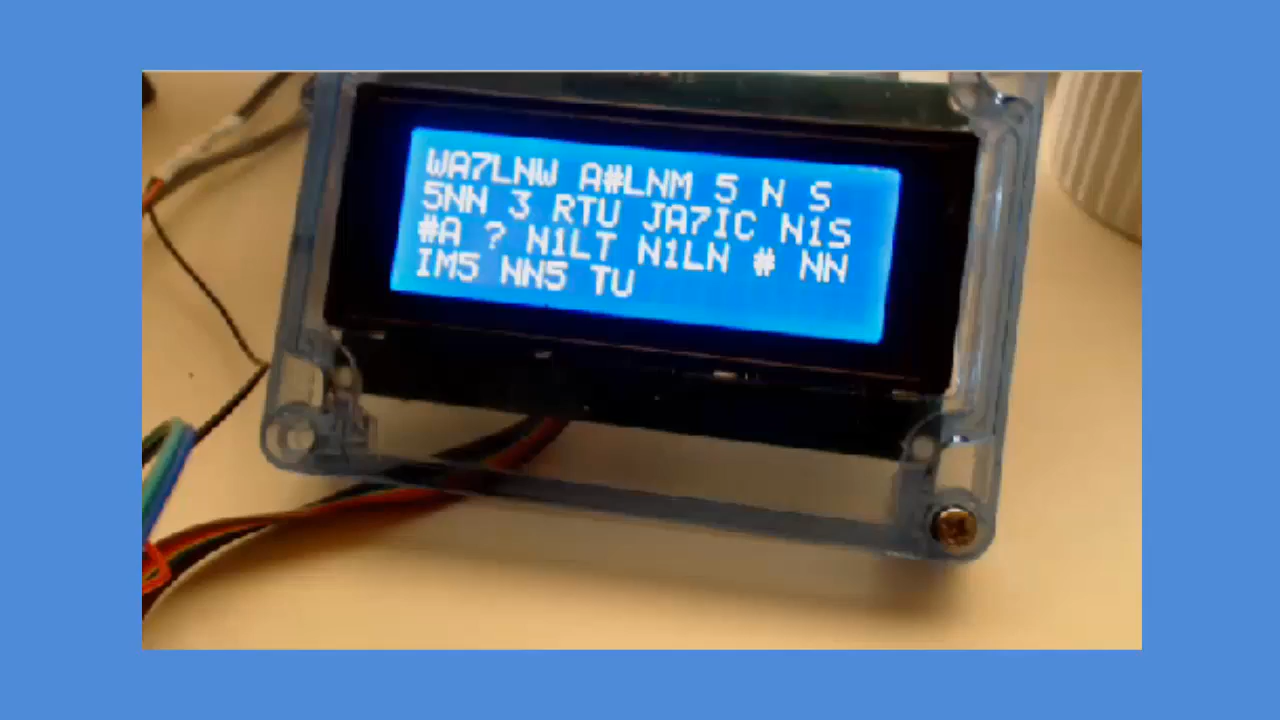 WA7LNW A#LNM 5 N S
5NN 3 RTU JA7IC N1S
#A ? N1LT N1LN # NN
IM5 NN5 TU